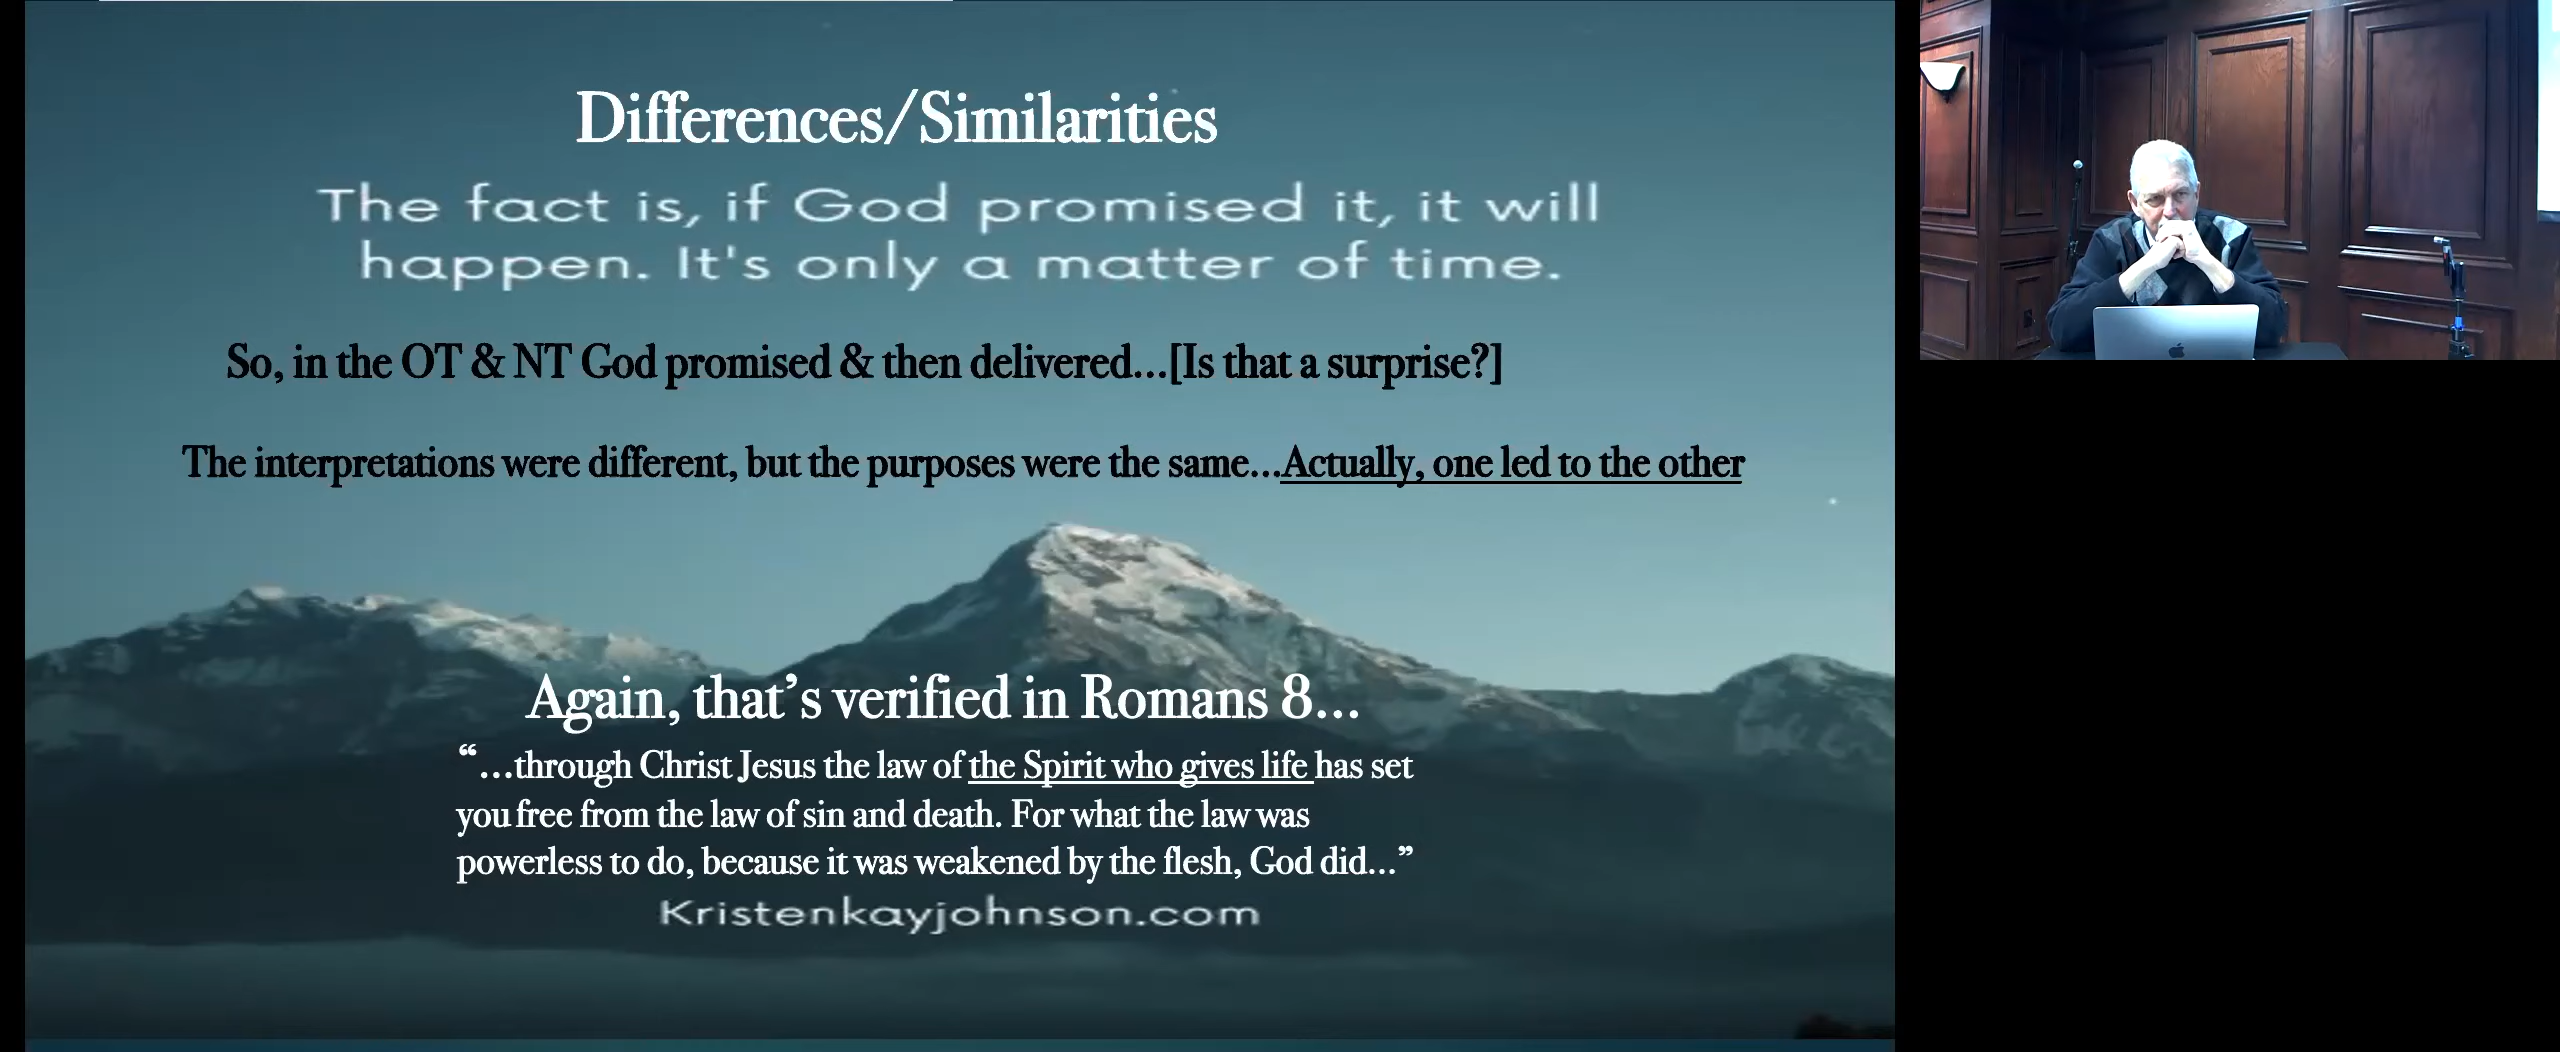 Differences/Similarities
The fact is, if God promised it, it will
happen. It's only a matter of time.
So, in the OT & NT God promised & then delivered...[Is that a surprise?]
The interpretations were different, but the purposes were the same...Actually, one led to the other
Again, that’s verified in Romans 8...
“...through Christ Jesus the law of the Spirit who gives life has set
you free from the law of sin and death. For what the law was
powerless to do, because it was weakened by the flesh, God did...”
Kristenkayjohnson.com